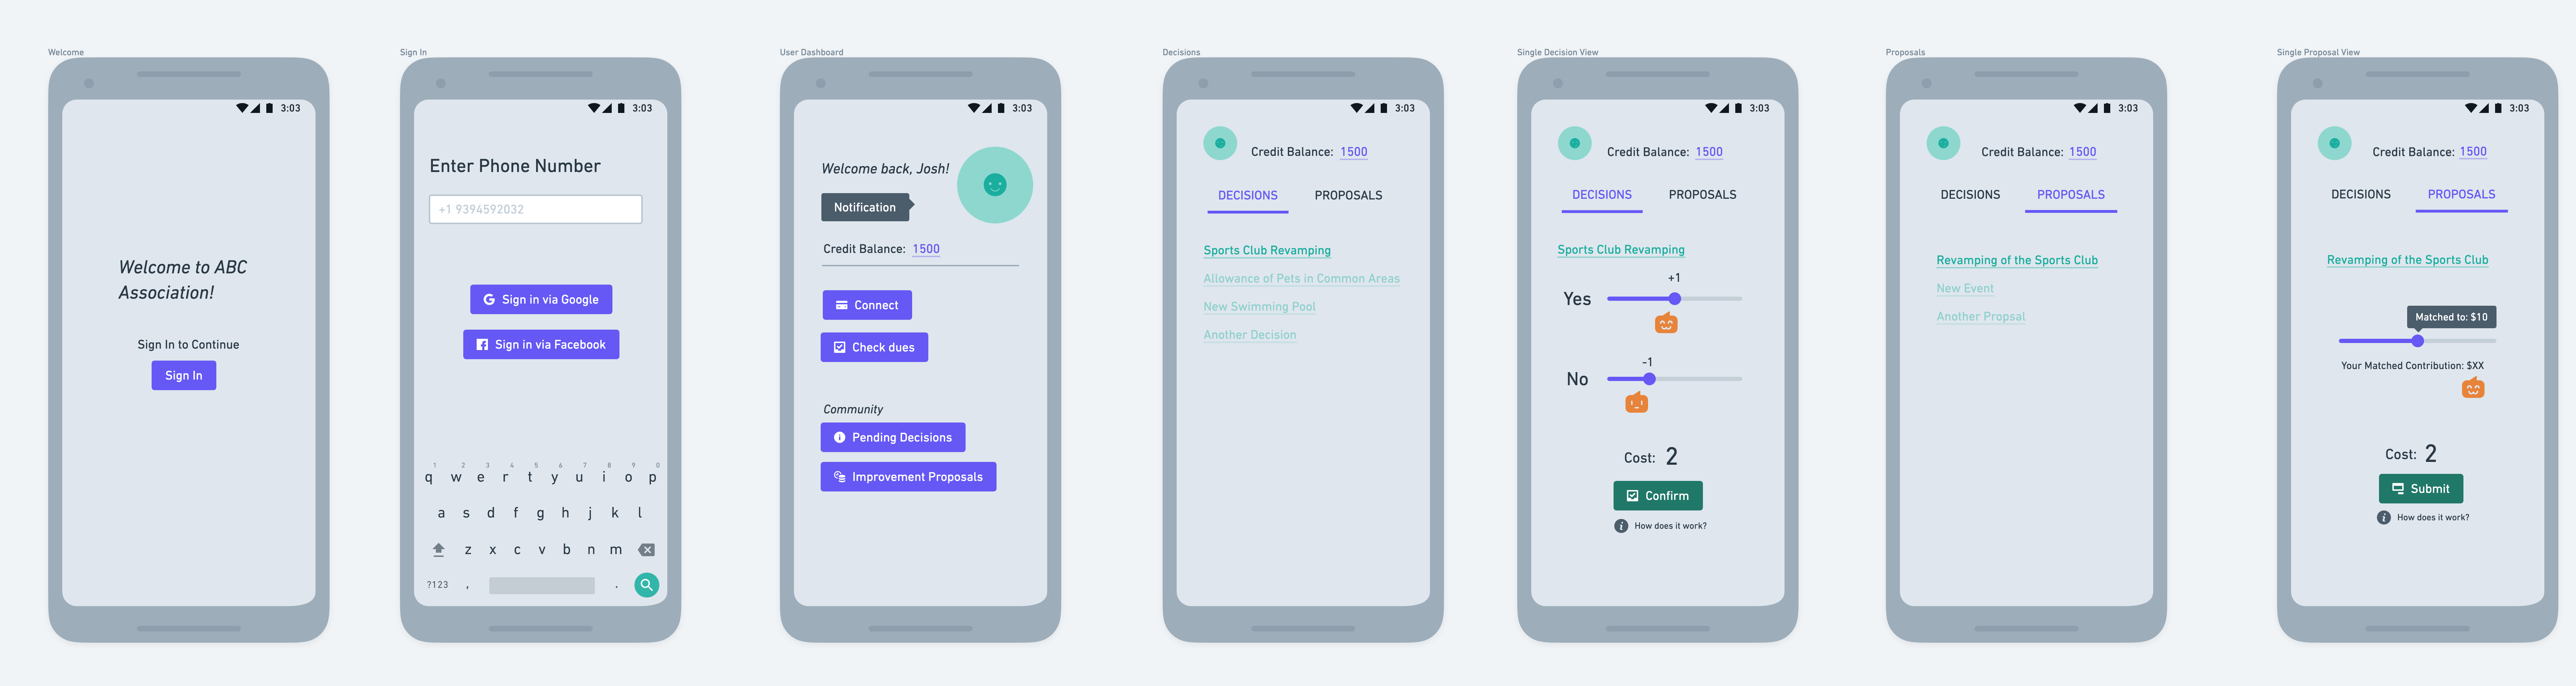 Welcome
3:03
Welcome to ABC
Association!
Sign In to Continue
Sign In
Sign In
3:03
Enter Phone Number
+1 9394592032
Sign in via Google
Sign in via Facebook
1 2 3 4 5 6 7 8 9 0
q w e r t y u i o p
a s d f g h j k l
z x c v b n m
?123 , .
User Dashboard
3:03
Welcome back, Josh!
Notification
Credit Balance: 1500
Connect
Check dues
Community
Pending Decisions
Improvement Proposals
Decisions
3:03
Credit Balance: 1500
DECISIONS PROPOSALS
Sports Club Revamping
Allowance of Pets in Common Areas
New Swimming Pool
Another Decision
Single Decision View
3:03
Credit Balance: 1500
DECISIONS PROPOSALS
Sports Club Revamping
+1
Yes
-1
No
Cost: 2
Confirm
How does it work?
Proposals
3:03
Credit Balance: 1500
DECISIONS PROPOSALS
Revamping of the Sports Club
New Event
Another Propsal
Single Proposal View
3:03
Credit Balance: 1500
DECISIONS PROPOSALS
Revamping of the Sports Club
Matched to: $10
Your Matched Contribution: $XX
Cost: 2
Submit
How does it work?